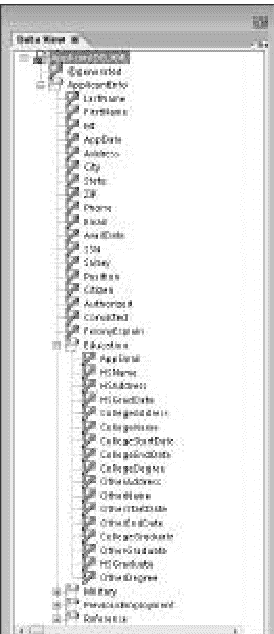 Data View
@generated
ApplicantInfo
LastName
FirstName
MI
AppDate
Address
City
State
ZIP
Phone
Email
AvailDate
SSN
Salary
Position
Citizen
Authorized
Convicted
FelonyExplain
Education
HSName
HSAddress
HSGradDate
CollegeAddress
CollegeName
CollegeStartDate
CollegeEndDate
CollegeDegree
OtherAddress
OtherName
OtherStartDate
OtherEndDate
CollegeGraduate
OtherGraduate
HSGraduate
OtherDegree
Military
PreviousEmployment
Reference